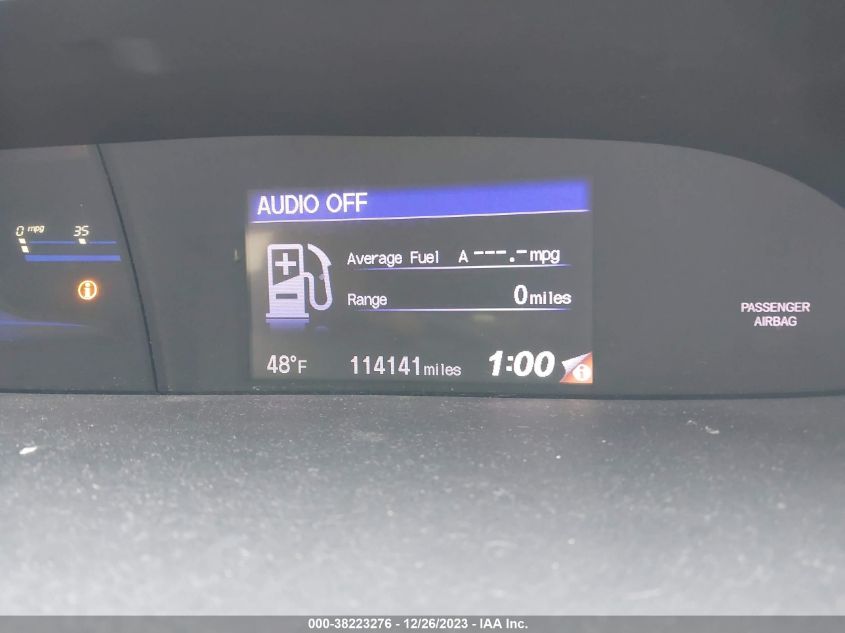 AUDIO OFF
0 mpg 35
Average Fuel A ---.- mpg
Range 0 miles
PASSENGER
AIRBAG
48°F 114141 miles 1:00
000-38223276 - 12/26/2023 - IAA Inc.